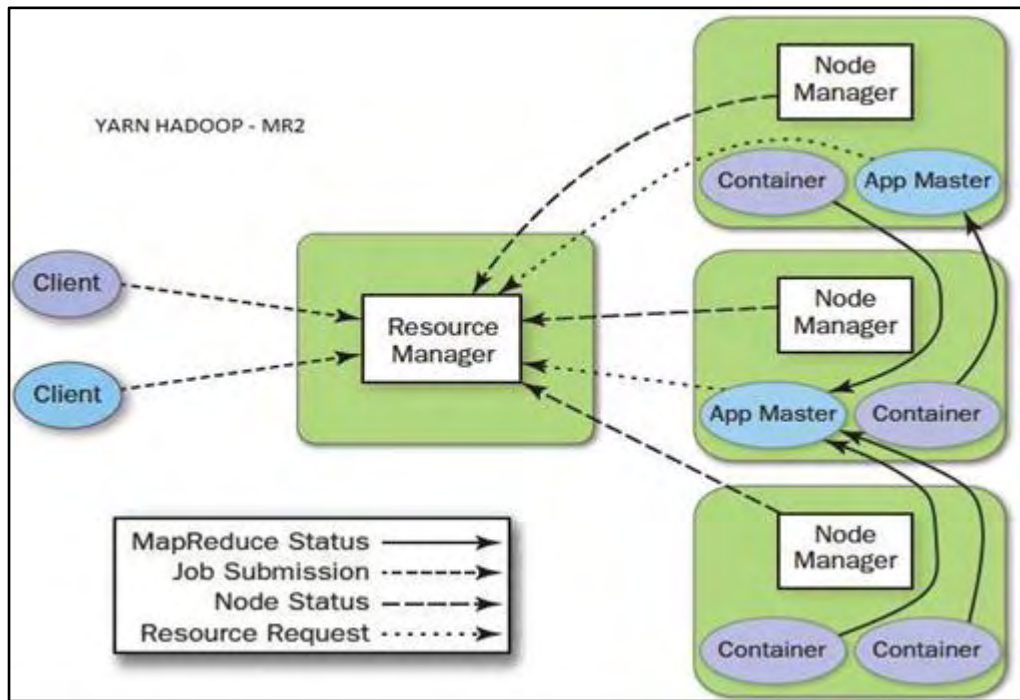 YARN HADOOP - MR2
Client
Client
Resource
Manager
Node
Manager
Container
App Master
Node
Manager
App Master
Container
Node
Manager
Container
Container
MapReduce Status
Job Submission
Node Status
Resource Request